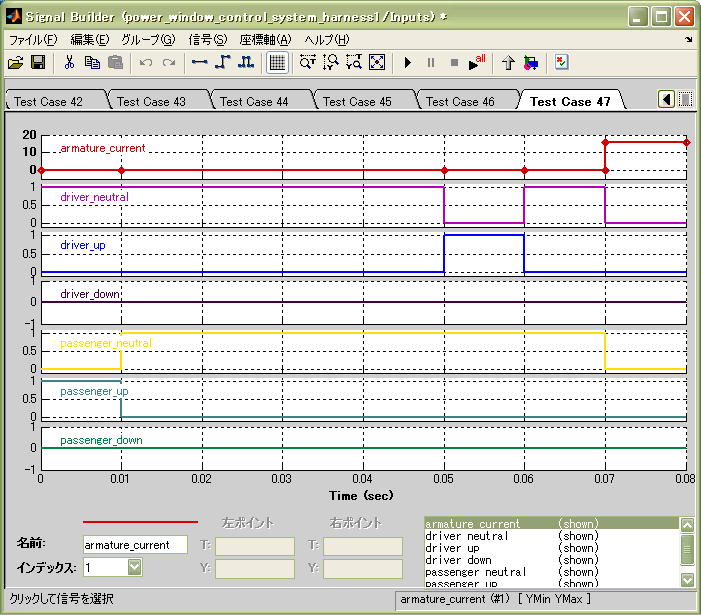 Signal Builder (power_window_control_system_harness1/Inputs) *
ファイル(F) 編集(E) グループ(G) 信号(S) 座標軸(A) ヘルプ(H)
all
Test Case 42 Test Case 43 Test Case 44 Test Case 45 Test Case 46 Test Case 47
20
10
0
armature_current
1
0.5
0
driver_neutral
1
0.5
0
driver_up
1
0
-1
driver_down
1
0.5
0
passenger_neutral
1
0.5
0
passenger_up
1
0
-1
passenger_down
0 0.01 0.02 0.03 0.04 0.05 0.06 0.07 0.08
Time (sec)
左ポイント 右ポイント
名前: armature_current T: T:
インデックス: 1 Y: Y:
armature current (shown)
driver neutral (shown)
driver up (shown)
driver down (shown)
passenger neutral (shown)
passenger up (shown)
クリックして信号を選択
armature_current (#1) [ YMin YMax ]